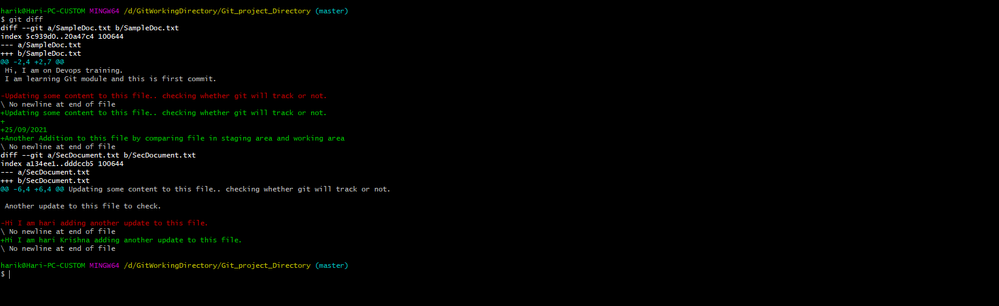 harik@Hari-PC-CUSTOM MINGW64 /d/GitWorkingDirectory/Git_project_Directory (master)
$ git diff
diff --git a/SampleDoc.txt b/SampleDoc.txt
index 5c939d0..20a47c4 100644
--- a/SampleDoc.txt
+++ b/SampleDoc.txt
@@ -2,4 +2,7 @@
 Hi, I am on Devops training.
 I am learning Git module and this is first commit.

-Updating some content to this file.. checking whether git will track or not.
\ No newline at end of file
+Updating some content to this file.. checking whether git will track or not.
+
+25/09/2021
+Another Addition to this file by comparing file in staging area and working area
\ No newline at end of file
diff --git a/SecDocument.txt b/SecDocument.txt
index a134ee1..dddccb5 100644
--- a/SecDocument.txt
+++ b/SecDocument.txt
@@ -6,4 +6,4 @@ Updating some content to this file.. checking whether git will track or not.

 Another update to this file to check.

-Hi I am hari adding another update to this file.
\ No newline at end of file
+Hi I am hari Krishna adding another update to this file.
\ No newline at end of file

harik@Hari-PC-CUSTOM MINGW64 /d/GitWorkingDirectory/Git_project_Directory (master)
$